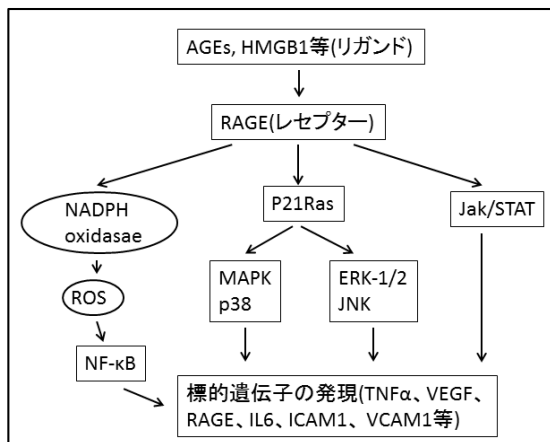 AGEs, HMGB1等(リガンド)
RAGE(レセプター)
NADPH
oxidasae
P21Ras
Jak/STAT
ROS
MAPK
p38
ERK-1/2
JNK
NF-κB
標的遺伝子の発現(TNFα、VEGF、
RAGE、IL6、ICAM1、 VCAM1等)